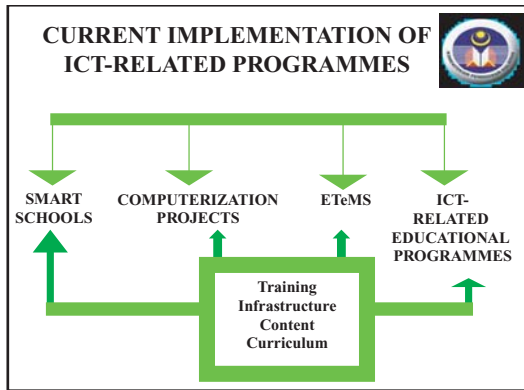 CURRENT IMPLEMENTATION OF
ICT-RELATED PROGRAMMES
SMART
SCHOOLS
COMPUTERIZATION
PROJECTS
ETeMS
ICT-
RELATED
EDUCATIONAL
PROGRAMMES
Training
Infrastructure
Content
Curriculum